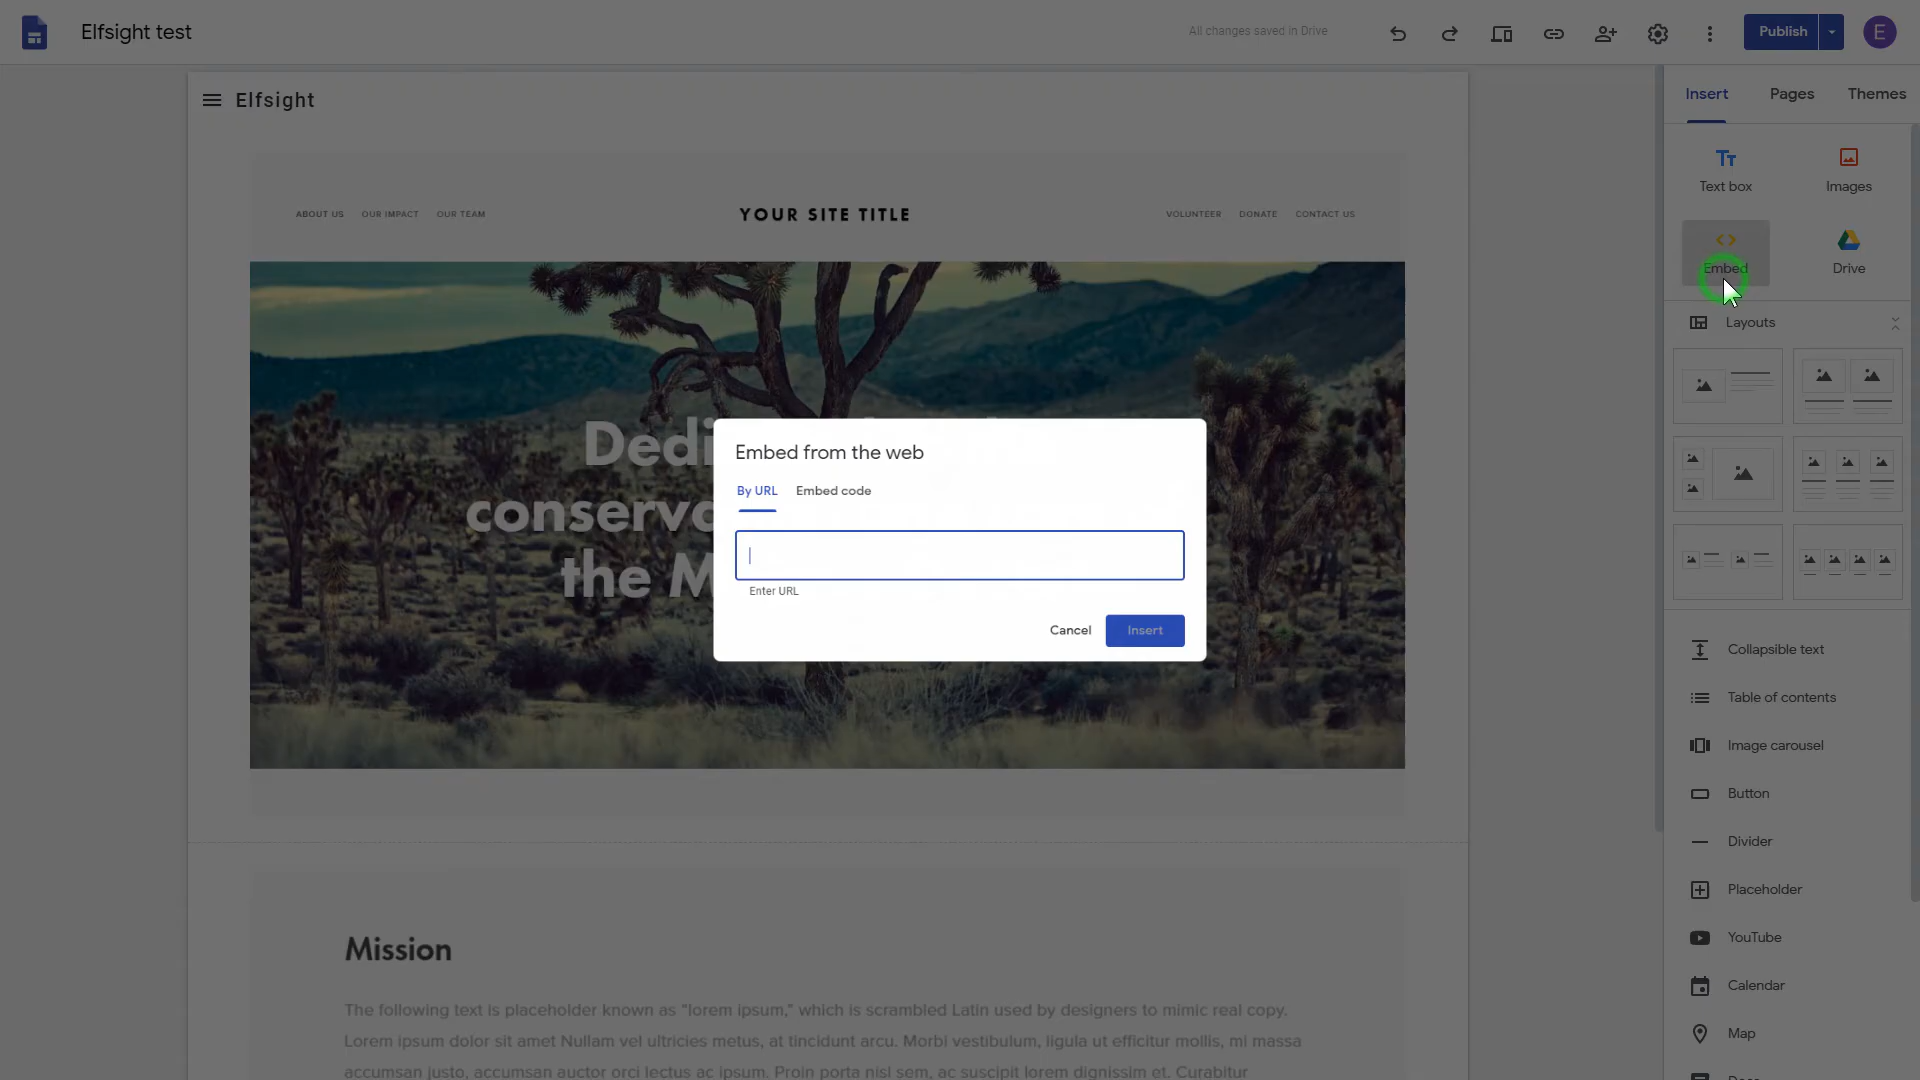 Elfsight test
All changes saved in Drive
Publish
E
Elfsight
Insert
Pages
Themes
Text box
Images
Embed
Drive
Layouts
ABOUT US
OUR IMPACT
OUR TEAM
YOUR SITE TITLE
VOLUNTEER
DONATE
CONTACT US
Embed from the web
By URL
Embed code
Enter URL
Cancel
Insert
Collapsible text
Table of contents
Image carousel
Button
Divider
Placeholder
YouTube
Calendar
Map
Mission
The following text is placeholder known as "lorem ipsum," which is scrambled Latin used by designers to mimic real copy.
Lorem ipsum dolor sit amet Nullam vel ultricies metus, at tincidunt arcu. Morbi vestibulum, ligula ut efficitur mollis, mi massa
accumsan justo, accumsan auctor orci lectus ac ipsum. Proin porta nisl sem, ac suscipit lorem dignissim et. Curabitur